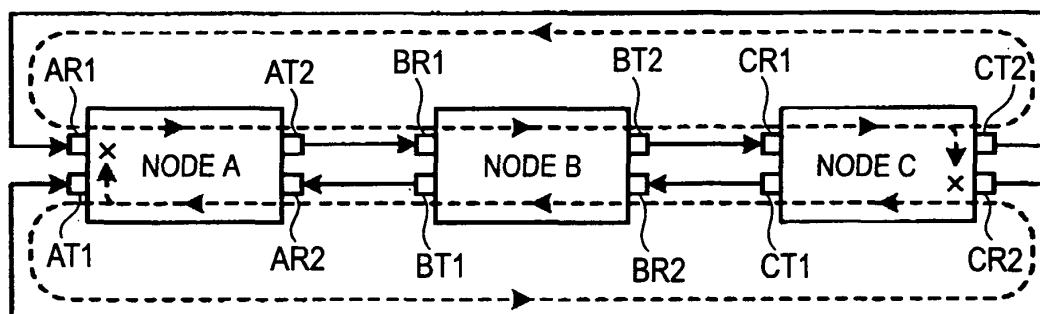 AR1
AT2
BR1
BT2
CR1
CT2
NODE A
NODE B
NODE C
AT1
AR2
BT1
BR2
CT1
CR2